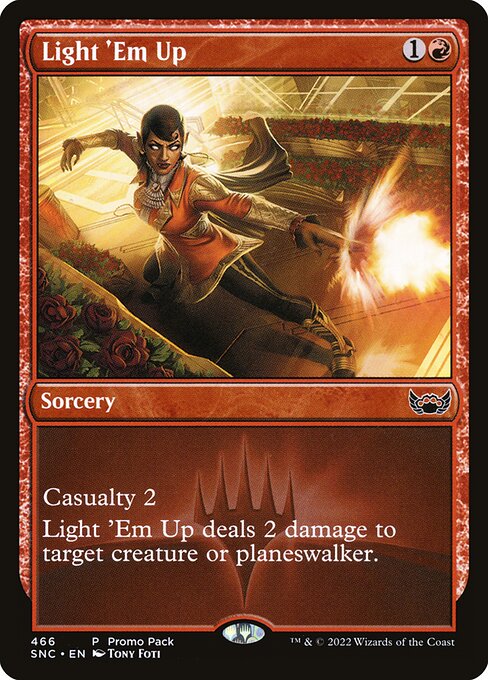 Light 'Em Up 1
Sorcery
Casualty 2
Light 'Em Up deals 2 damage to
target creature or planeswalker.
466 P Promo Pack
SNC • EN Tony Foti
™ & © 2022 Wizards of the Coast